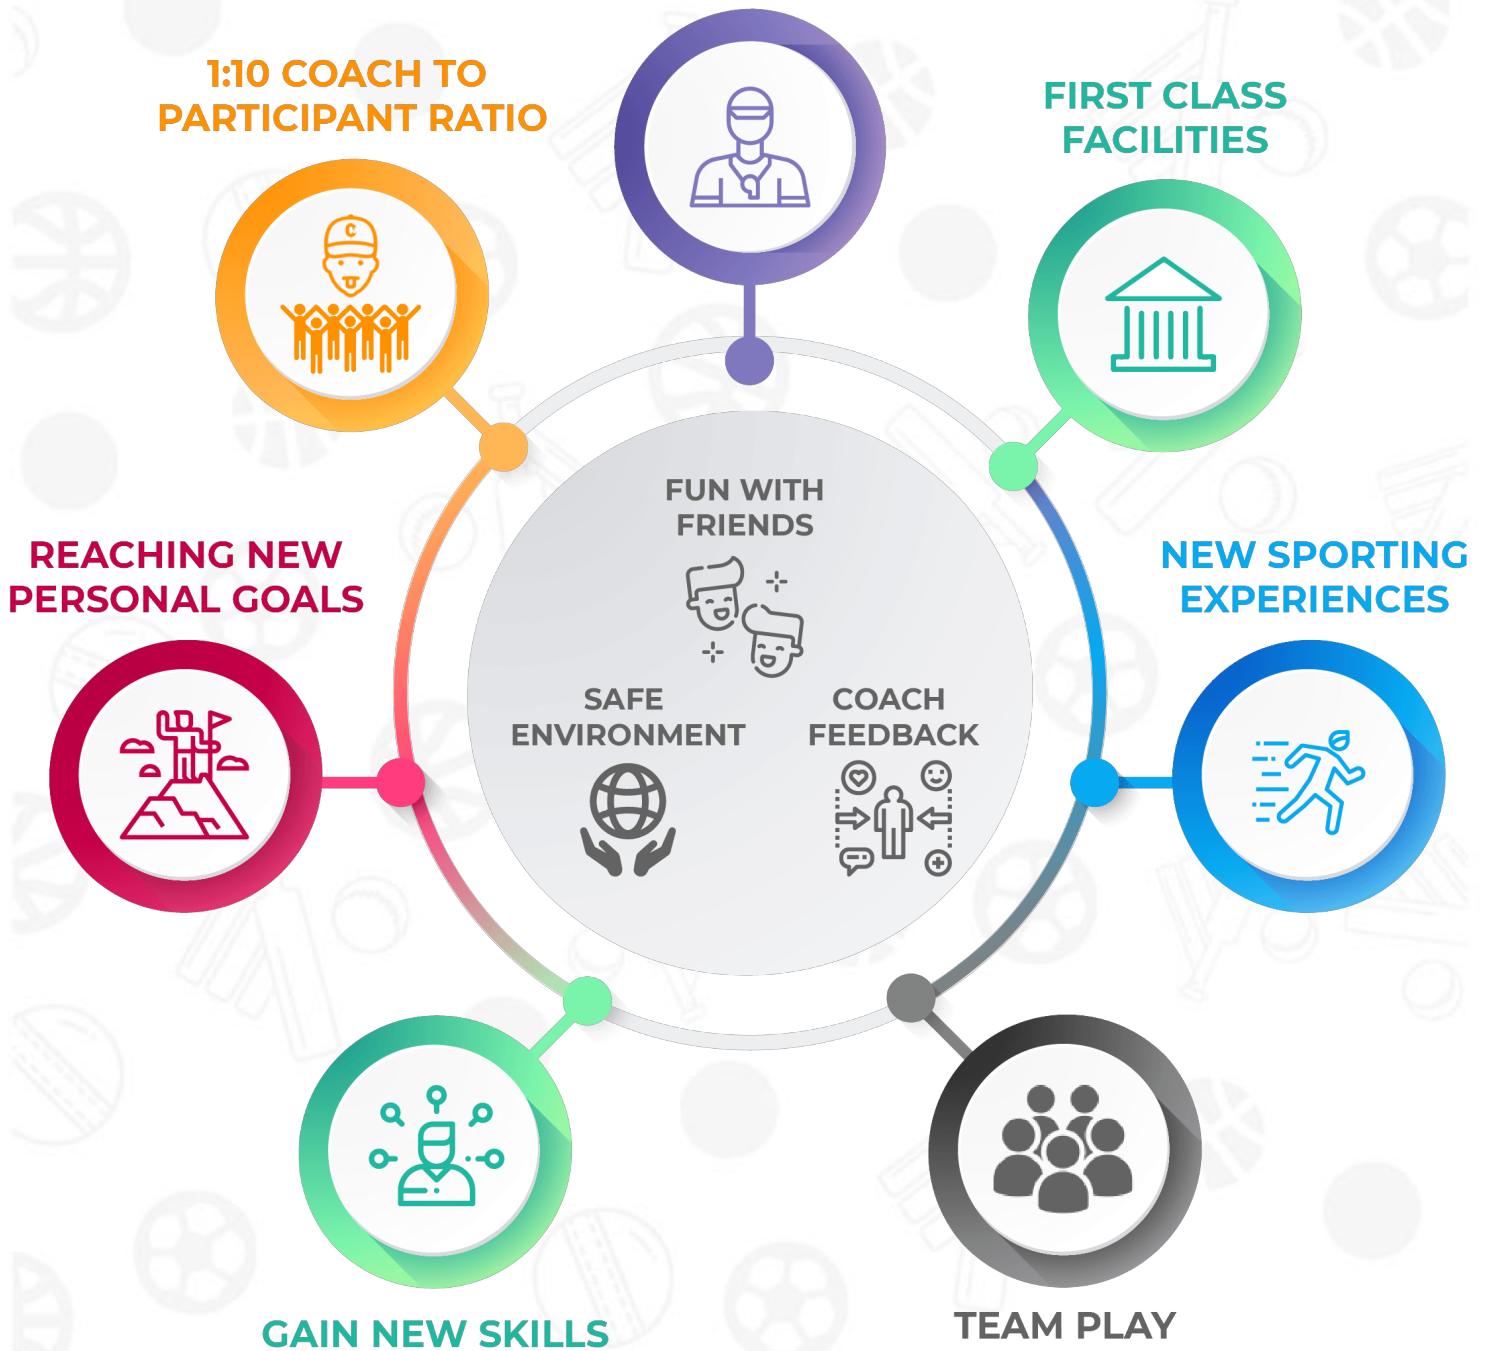 1:10 COACH TO
PARTICIPANT RATIO
FIRST CLASS
FACILITIES
C
FUN WITH
FRIENDS
REACHING NEW
PERSONAL GOALS
NEW SPORTING
EXPERIENCES
SAFE
ENVIRONMENT
COACH
FEEDBACK
GAIN NEW SKILLS
TEAM PLAY